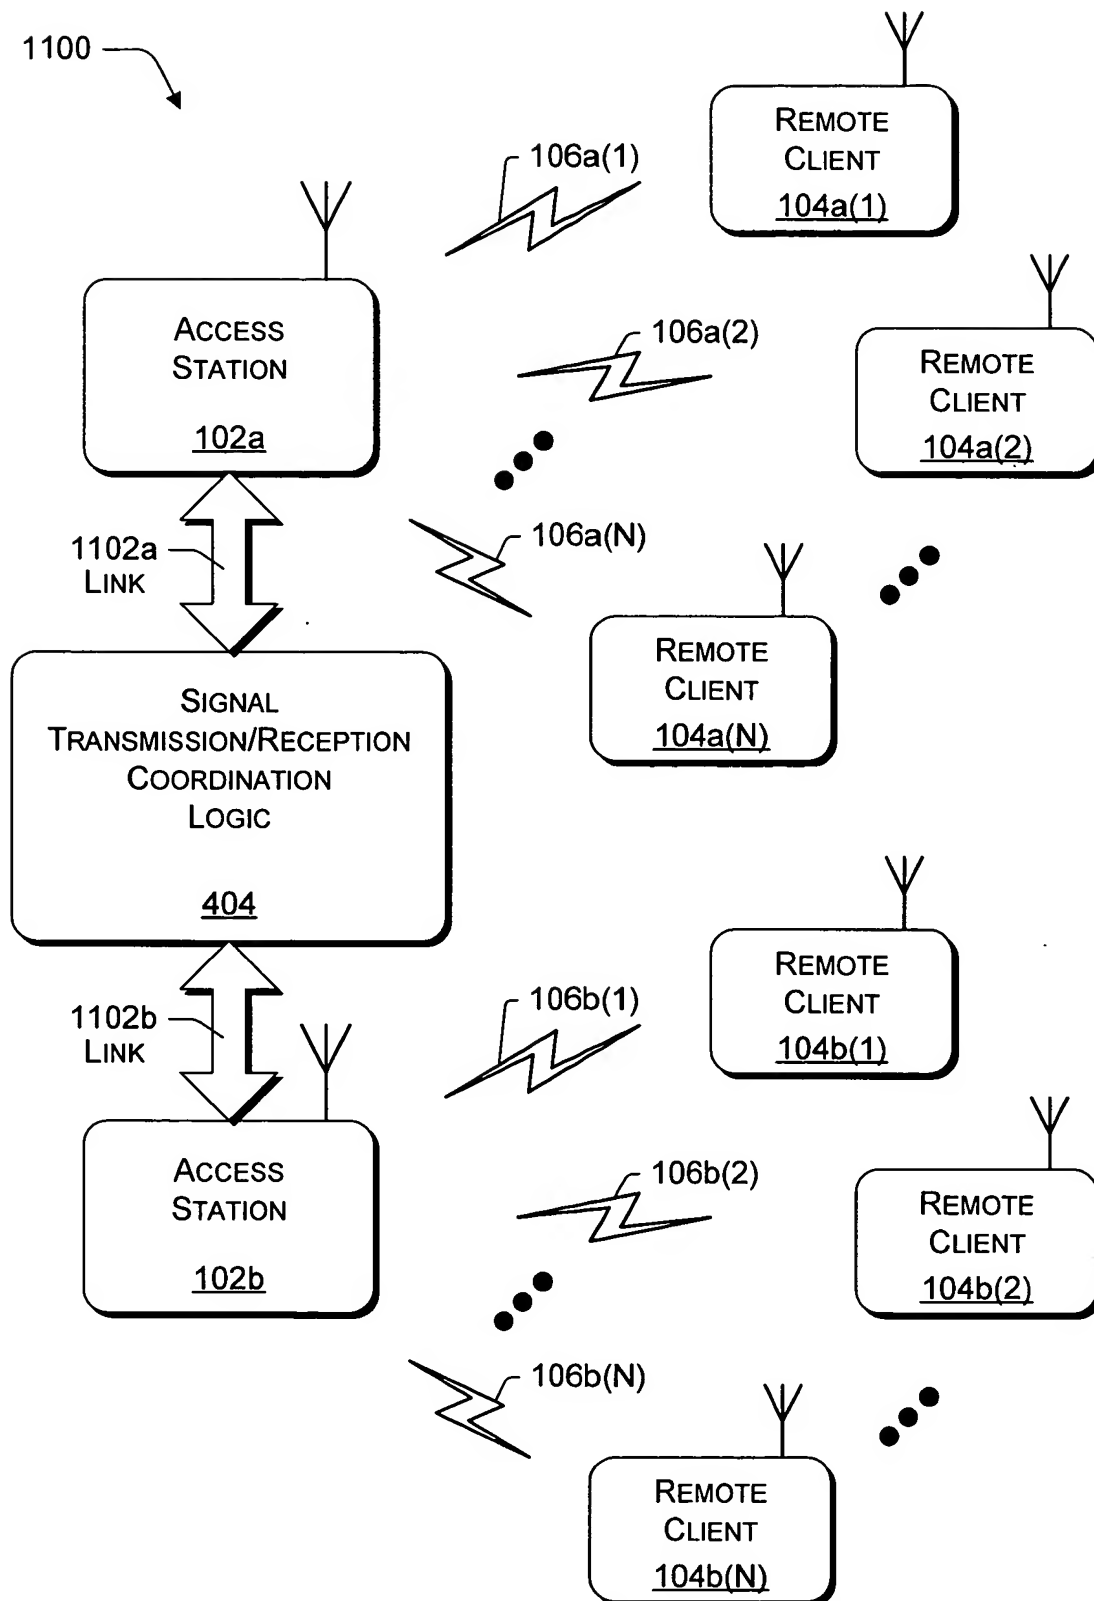 1100
REMOTE
CLIENT
104a(1)
106a(1)
ACCESS
STATION
102a
106a(2)
REMOTE
CLIENT
104a(2)
1102a
LINK
106a(N)
REMOTE
CLIENT
104a(N)
SIGNAL
TRANSMISSION/RECEPTION
COORDINATION
LOGIC
404
REMOTE
CLIENT
104b(1)
1102b
LINK
106b(1)
ACCESS
STATION
102b
106b(2)
REMOTE
CLIENT
104b(2)
106b(N)
REMOTE
CLIENT
104b(N)